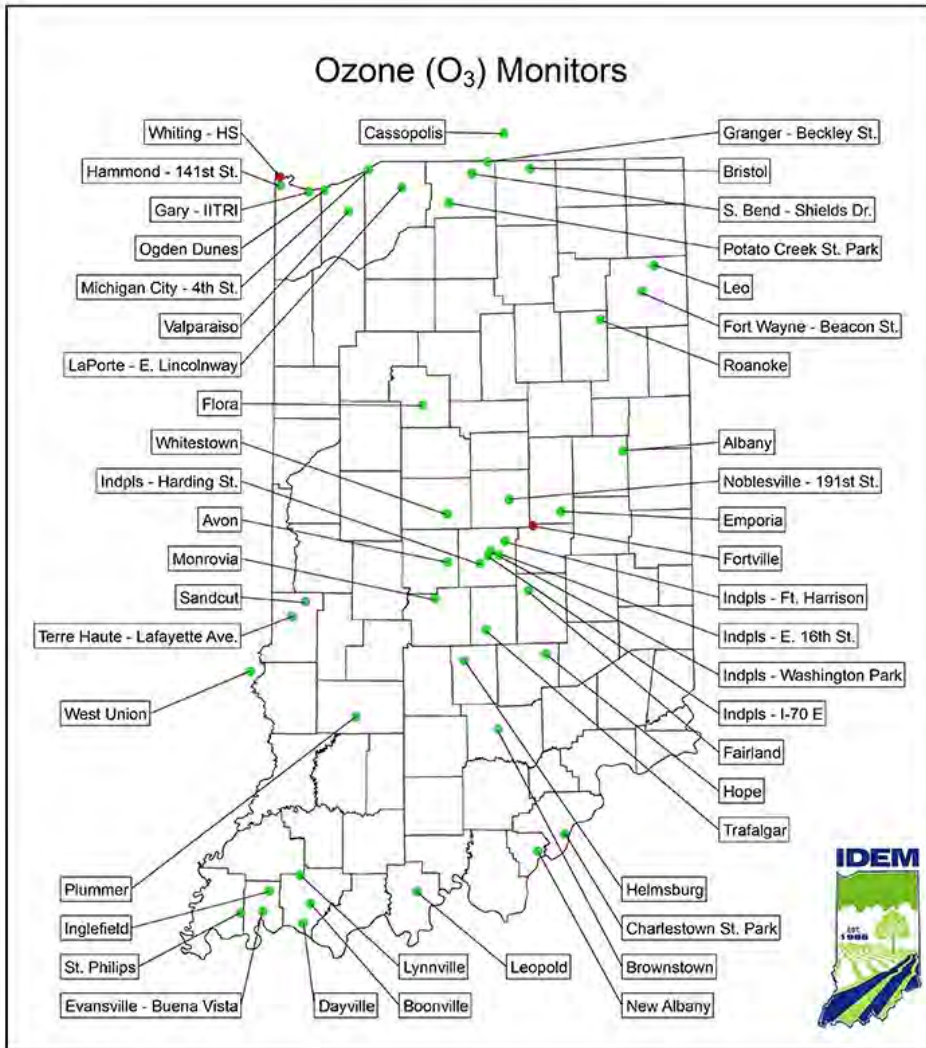 Ozone (O₃) Monitors
Whiting - HS
Cassopolis
Granger - Beckley St.
Hammond - 141st St.
Bristol
Gary - IITRI
S. Bend - Shields Dr.
Ogden Dunes
Potato Creek St. Park
Michigan City - 4th St.
Leo
Valparaiso
Fort Wayne - Beacon St.
LaPorte - E. Lincolnway
Roanoke
Flora
Whitestown
Albany
Indpls - Harding St.
Noblesville - 191st St.
Avon
Emporia
Monrovia
Fortville
Sandcut
Indpls - Ft. Harrison
Terre Haute - Lafayette Ave.
Indpls - E. 16th St.
Indpls - Washington Park
West Union
Indpls - I-70 E
Fairland
Hope
Trafalgar
Plummer
Helmsburg
Inglefield
Charlestown St. Park
St. Philips
Lynnville
Leopold
Brownstown
Evansville - Buena Vista
Dayville
Boonville
New Albany
IDEM
EST.
1986